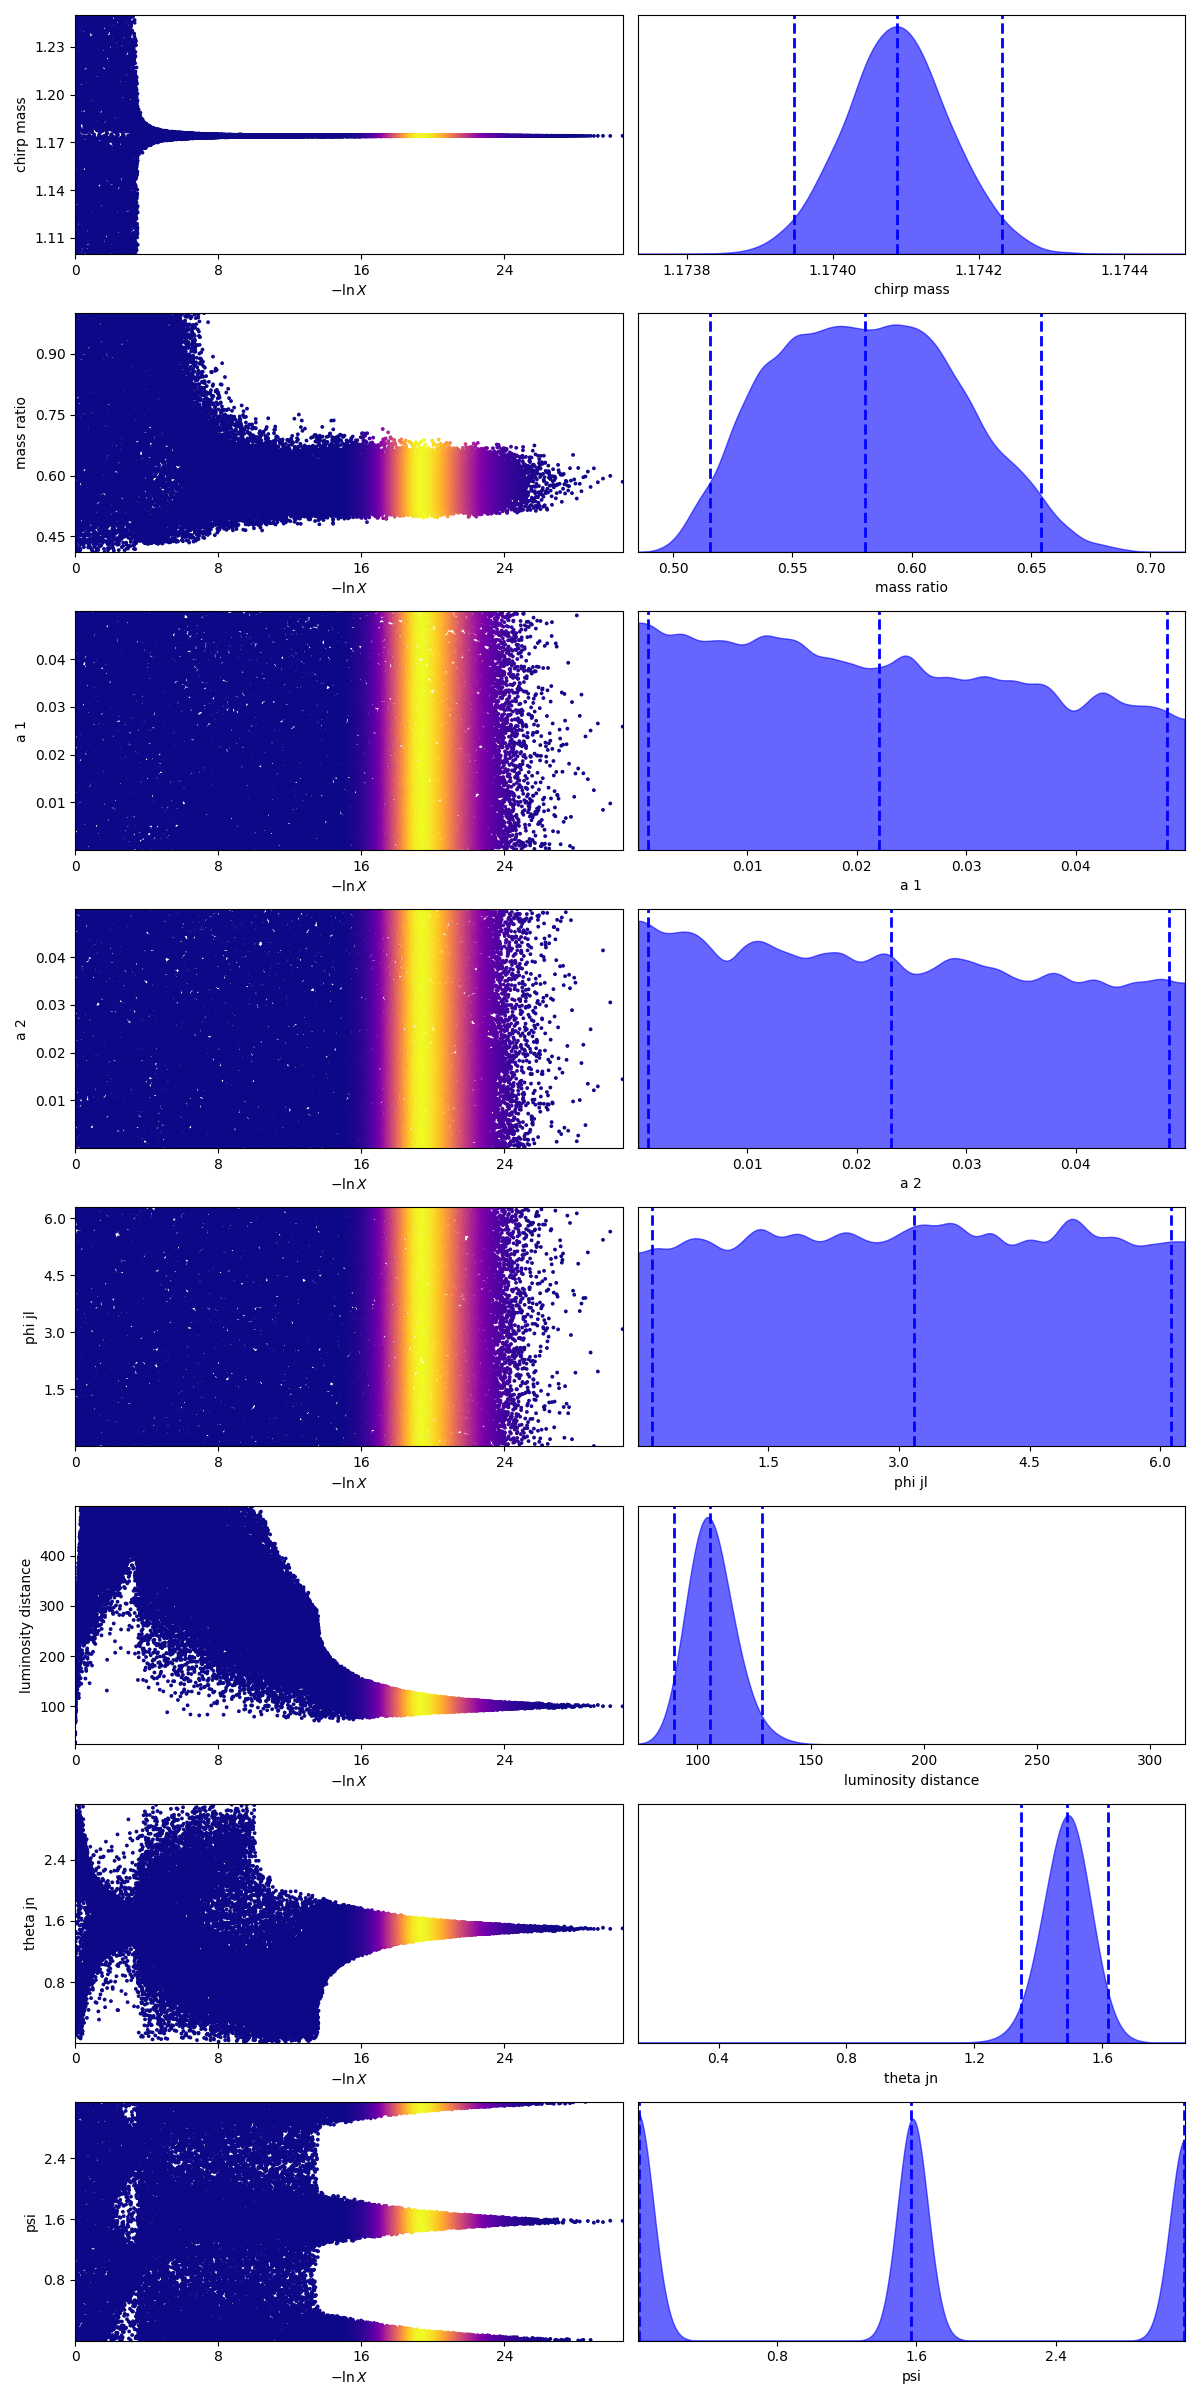 chirp mass
1.23
1.20
1.17
1.14
1.11
0 8 16 24
−ln X
1.1738 1.1740 1.1742 1.1744
chirp mass
mass ratio
0.90
0.75
0.60
0.45
0 8 16 24
−ln X
0.50 0.55 0.60 0.65 0.70
mass ratio
a 1
0.04
0.03
0.02
0.01
0 8 16 24
−ln X
0.01 0.02 0.03 0.04
a 1
a 2
0.04
0.03
0.02
0.01
0 8 16 24
−ln X
0.01 0.02 0.03 0.04
a 2
phi jl
6.0
4.5
3.0
1.5
0 8 16 24
−ln X
1.5 3.0 4.5 6.0
phi jl
luminosity distance
400
300
200
100
0 8 16 24
−ln X
100 150 200 250 300
luminosity distance
theta jn
2.4
1.6
0.8
0 8 16 24
−ln X
0.4 0.8 1.2 1.6
theta jn
psi
2.4
1.6
0.8
0 8 16 24
−ln X
0.8 1.6 2.4
psi